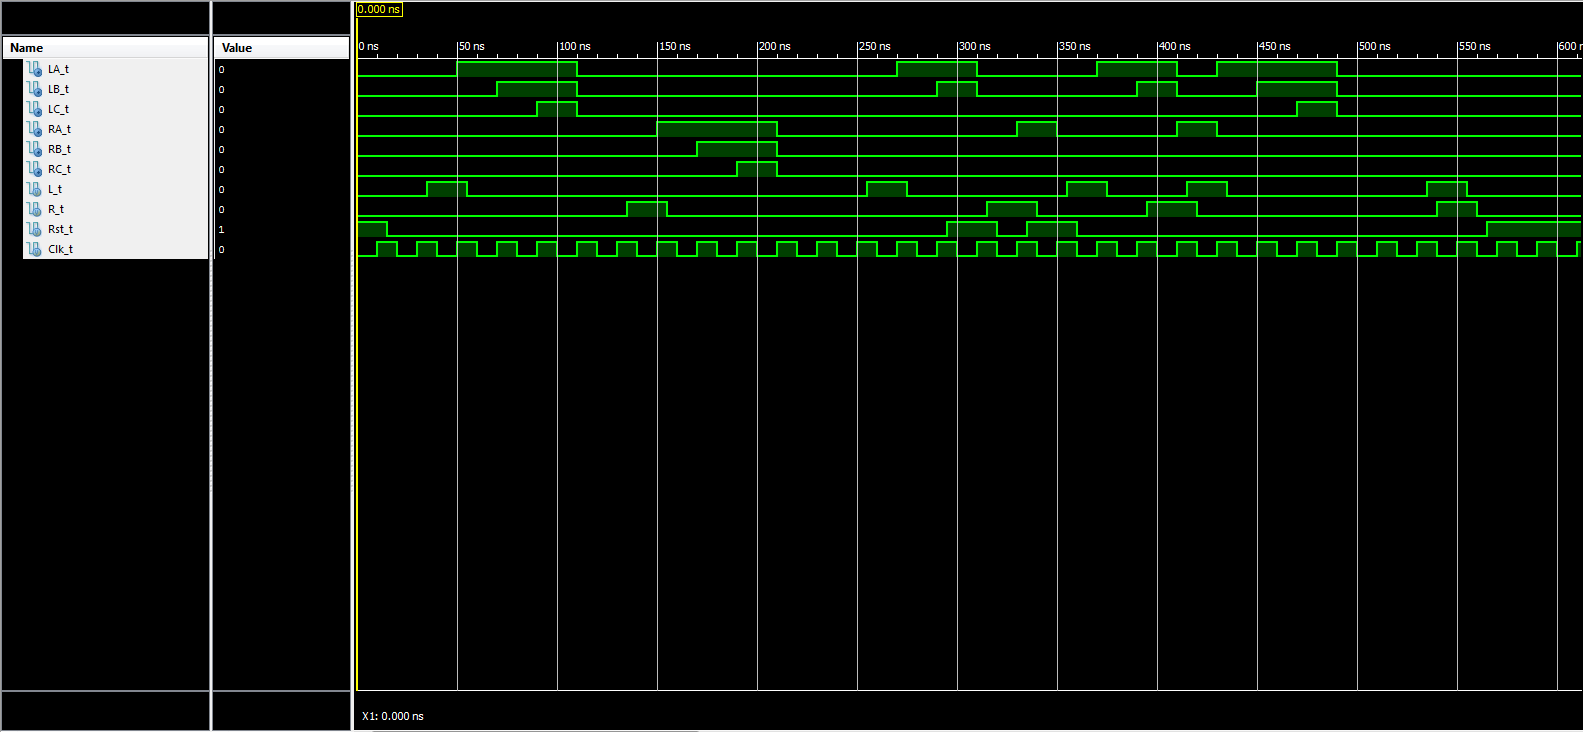 0.000 ns
Name Value 0 ns 50 ns 100 ns 150 ns 200 ns 250 ns 300 ns 350 ns 400 ns 450 ns 500 ns 550 ns 600 n
LA_t 0
LB_t 0
LC_t 0
RA_t 0
RB_t 0
RC_t 0
L_t 0
R_t 0
Rst_t 1
Clk_t 0
X1: 0.000 ns